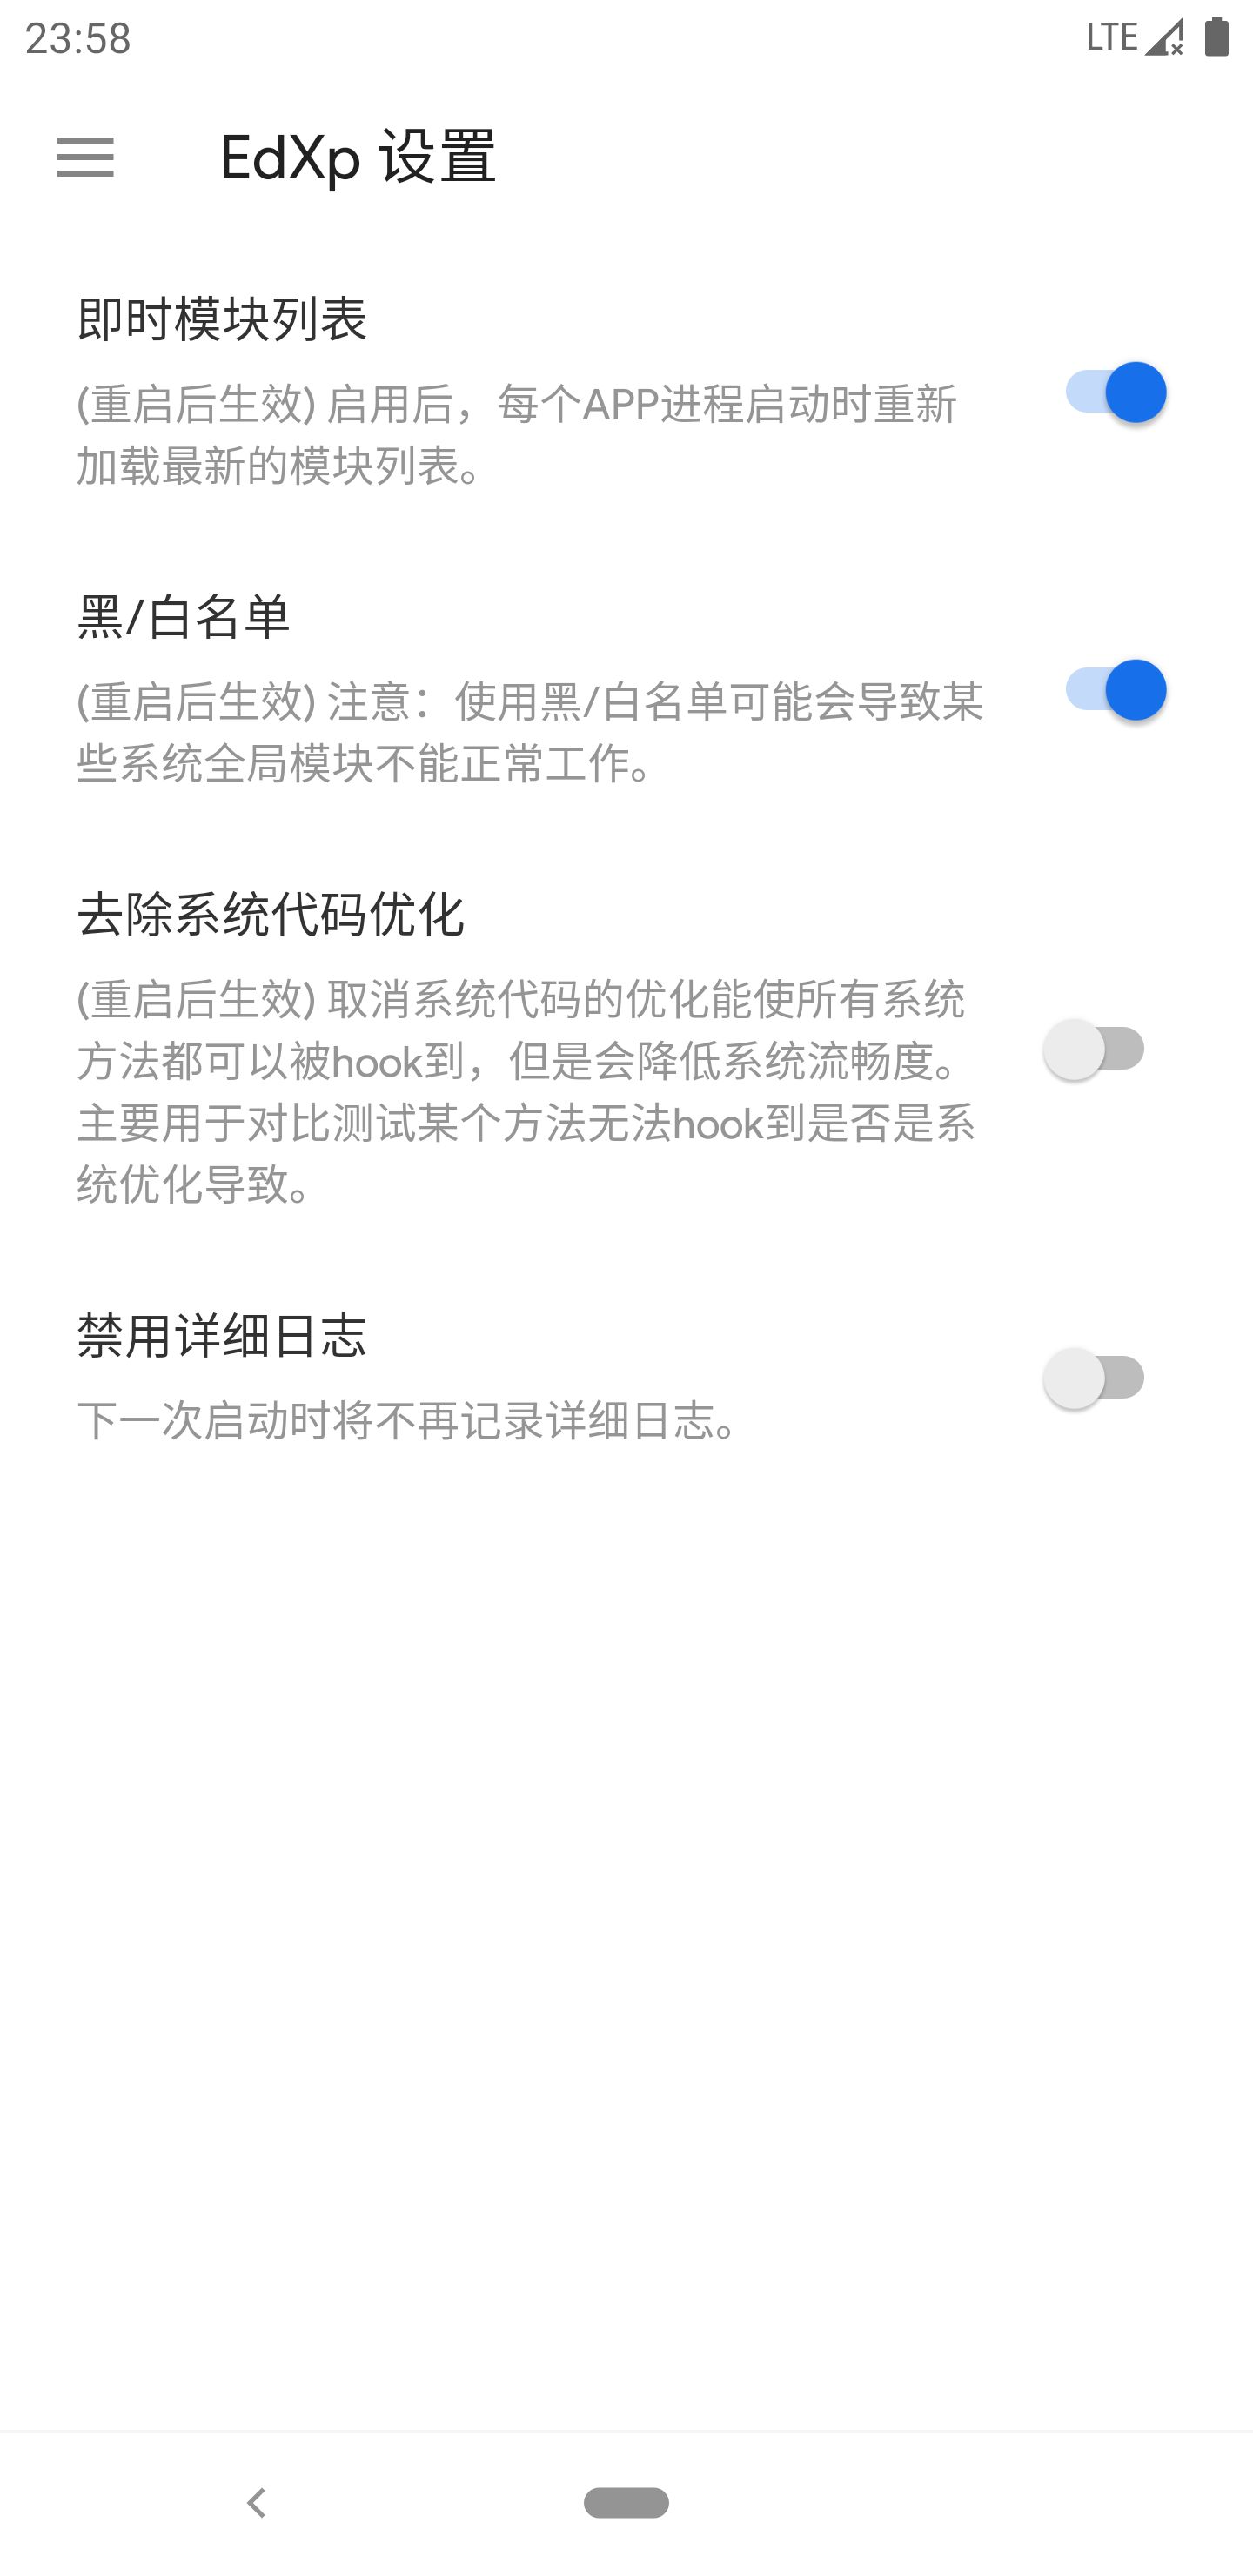 23:58
LTE
EdXp 设置
即时模块列表
(重启后生效) 启用后，每个APP进程启动时重新
加载最新的模块列表。
黑/白名单
(重启后生效) 注意：使用黑/白名单可能会导致某
些系统全局模块不能正常工作。
去除系统代码优化
(重启后生效) 取消系统代码的优化能使所有系统
方法都可以被hook到，但是会降低系统流畅度。
主要用于对比测试某个方法无法hook到是否是系
统优化导致。
禁用详细日志
下一次启动时将不再记录详细日志。